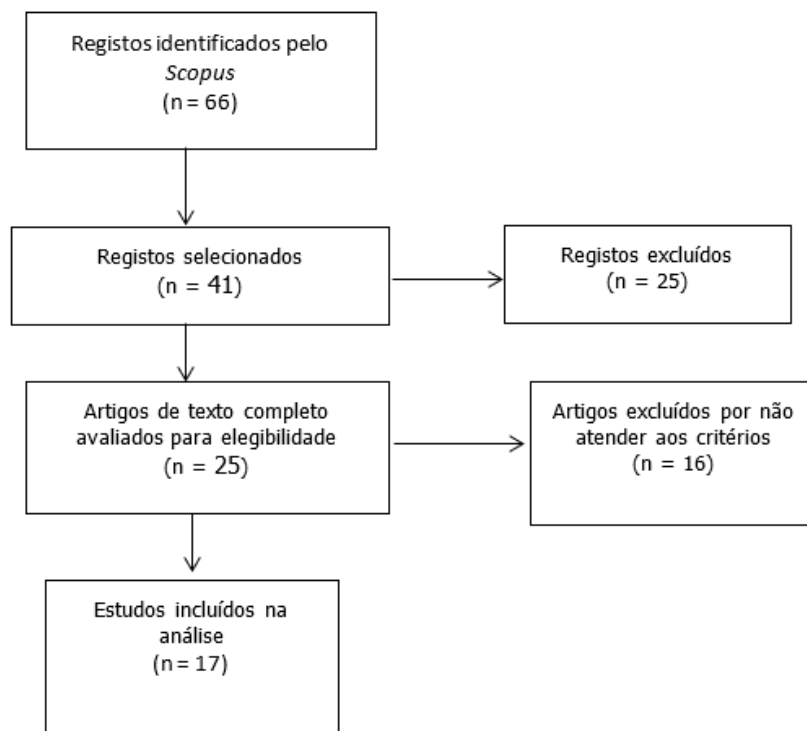 Registos identificados pelo
Scopus
(n = 66)
Registos selecionados
(n = 41)
Registos excluídos
(n = 25)
Artigos de texto completo
avaliados para elegibilidade
(n = 25)
Artigos excluídos por não
atender aos critérios
(n = 16)
Estudos incluídos na
análise
(n = 17)